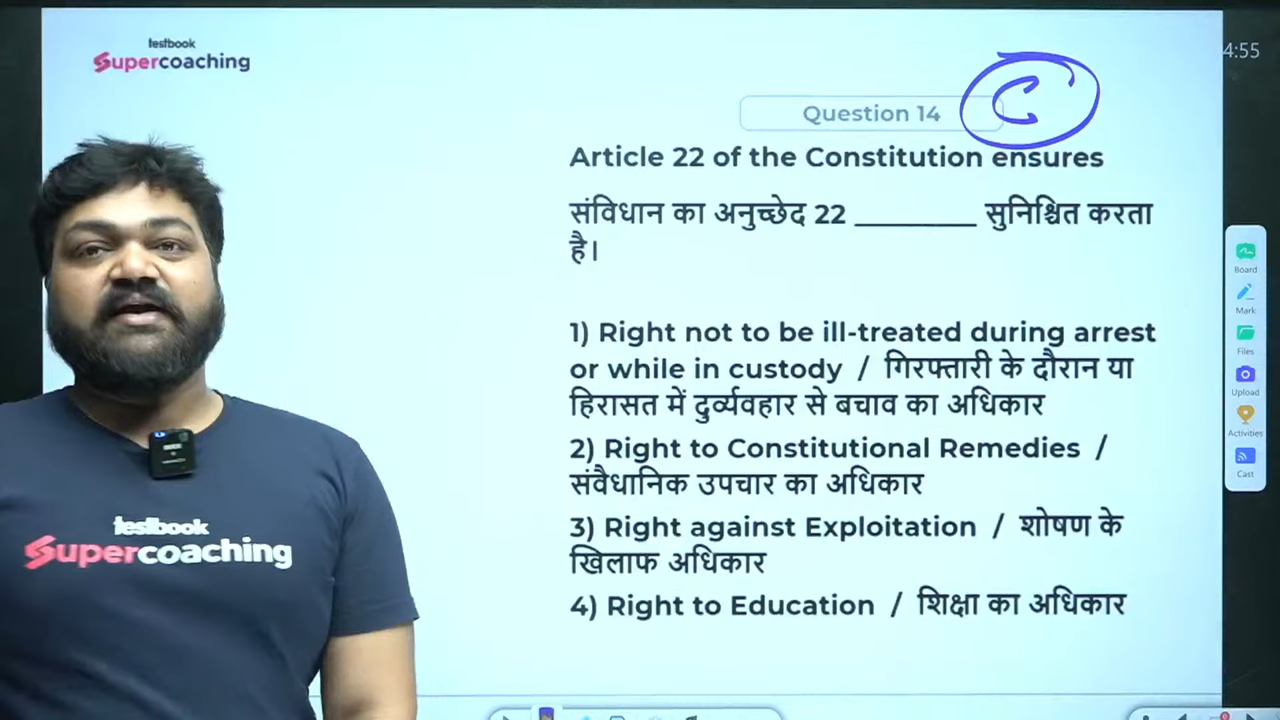 testbook
Supercoaching
4:55
Question 14
C
Article 22 of the Constitution ensures
संविधान का अनुच्छेद 22 _________ सुनिश्चित करता
है।
1) Right not to be ill-treated during arrest
or while in custody / गिरफ्तारी के दौरान या
हिरासत में दुर्व्यवहार से बचाव का अधिकार
2) Right to Constitutional Remedies /
संवैधानिक उपचार का अधिकार
3) Right against Exploitation / शोषण के
खिलाफ अधिकार
4) Right to Education / शिक्षा का अधिकार
Board
Mark
Files
Upload
Activities
Cast
testbook
Supercoaching